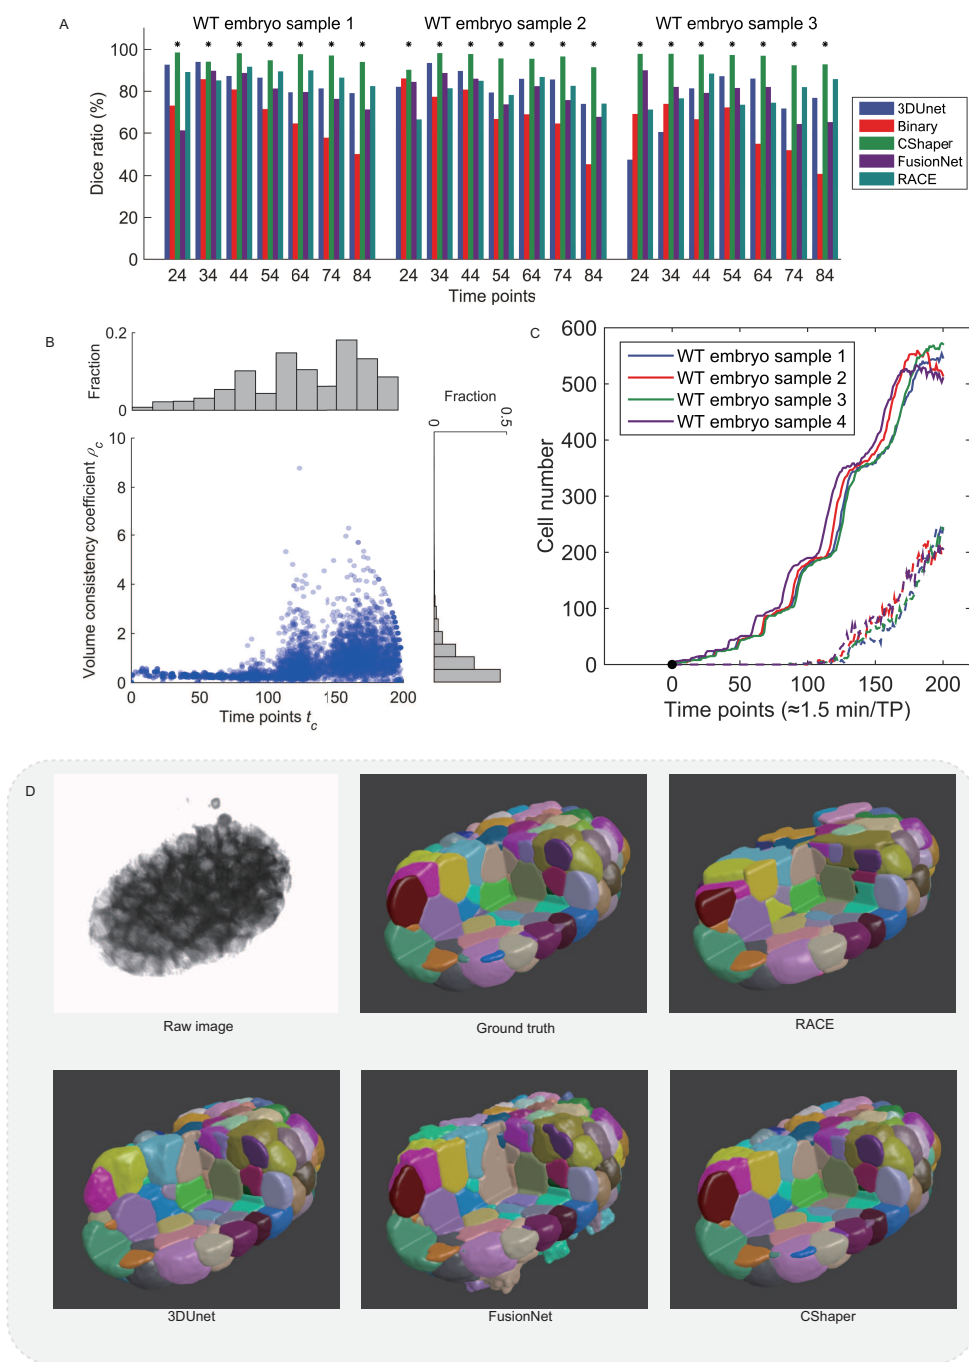 A
WT embryo sample 1
WT embryo sample 2
WT embryo sample 3
* * * * * * *
* * * * * * *
* * * * * * *
Dice ratio (%)
100
80
60
40
20
0
24 34 44 54 64 74 84
24 34 44 54 64 74 84
24 34 44 54 64 74 84
Time points
3DUnet
Binary
CShaper
FusionNet
RACE
B
Fraction
0.2
0
Fraction
0 0.5
Volume consistency coefficient ρc
10
8
6
4
2
0
0 50 100 150 200
Time points tc
C
Cell number
600
500
400
300
200
100
0
WT embryo sample 1
WT embryo sample 2
WT embryo sample 3
WT embryo sample 4
0 50 100 150 200
Time points (≈1.5 min/TP)
D
Raw image
Ground truth
RACE
3DUnet
FusionNet
CShaper